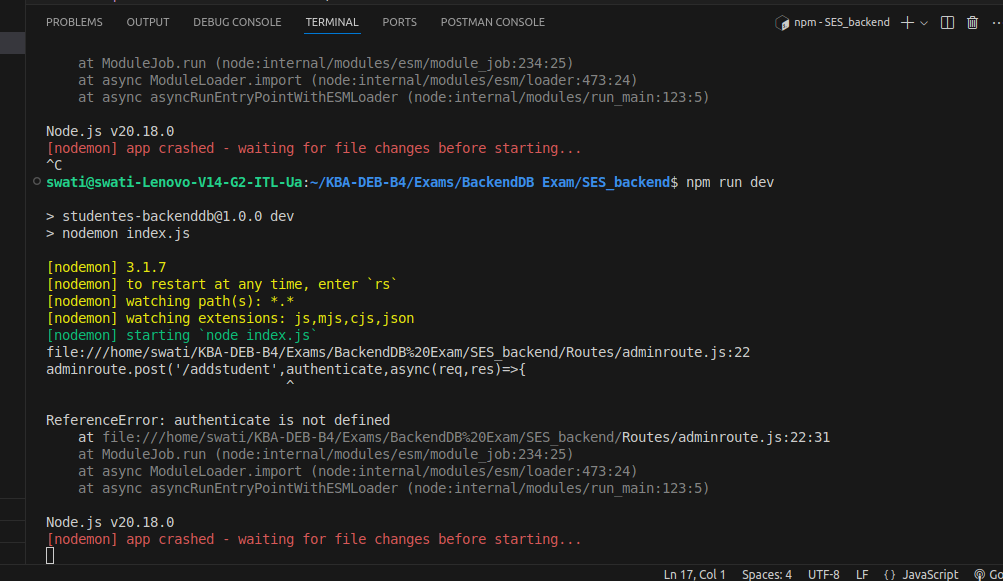 PROBLEMS OUTPUT DEBUG CONSOLE TERMINAL PORTS POSTMAN CONSOLE npm - SES_backend
at ModuleJob.run (node:internal/modules/esm/module_job:234:25)
at async ModuleLoader.import (node:internal/modules/esm/loader:473:24)
at async asyncRunEntryPointWithESMLoader (node:internal/modules/run_main:123:5)
Node.js v20.18.0
[nodemon] app crashed - waiting for file changes before starting...
^C
swati@swati-Lenovo-V14-G2-ITL-Ua:~/KBA-DEB-B4/Exams/BackendDB Exam/SES_backend$ npm run dev
> studentes-backenddb@1.0.0 dev
> nodemon index.js
[nodemon] 3.1.7
[nodemon] to restart at any time, enter `rs`
[nodemon] watching path(s): *.*
[nodemon] watching extensions: js,mjs,cjs,json
[nodemon] starting `node index.js`
file:///home/swati/KBA-DEB-B4/Exams/BackendDB%20Exam/SES_backend/Routes/adminroute.js:22
adminroute.post('/addstudent',authenticate,async(req,res)=>{
^
ReferenceError: authenticate is not defined
at file:///home/swati/KBA-DEB-B4/Exams/BackendDB%20Exam/SES_backend/Routes/adminroute.js:22:31
at ModuleJob.run (node:internal/modules/esm/module_job:234:25)
at async ModuleLoader.import (node:internal/modules/esm/loader:473:24)
at async asyncRunEntryPointWithESMLoader (node:internal/modules/run_main:123:5)
Node.js v20.18.0
[nodemon] app crashed - waiting for file changes before starting...
Ln 17, Col 1 Spaces: 4 UTF-8 LF {} JavaScript Go